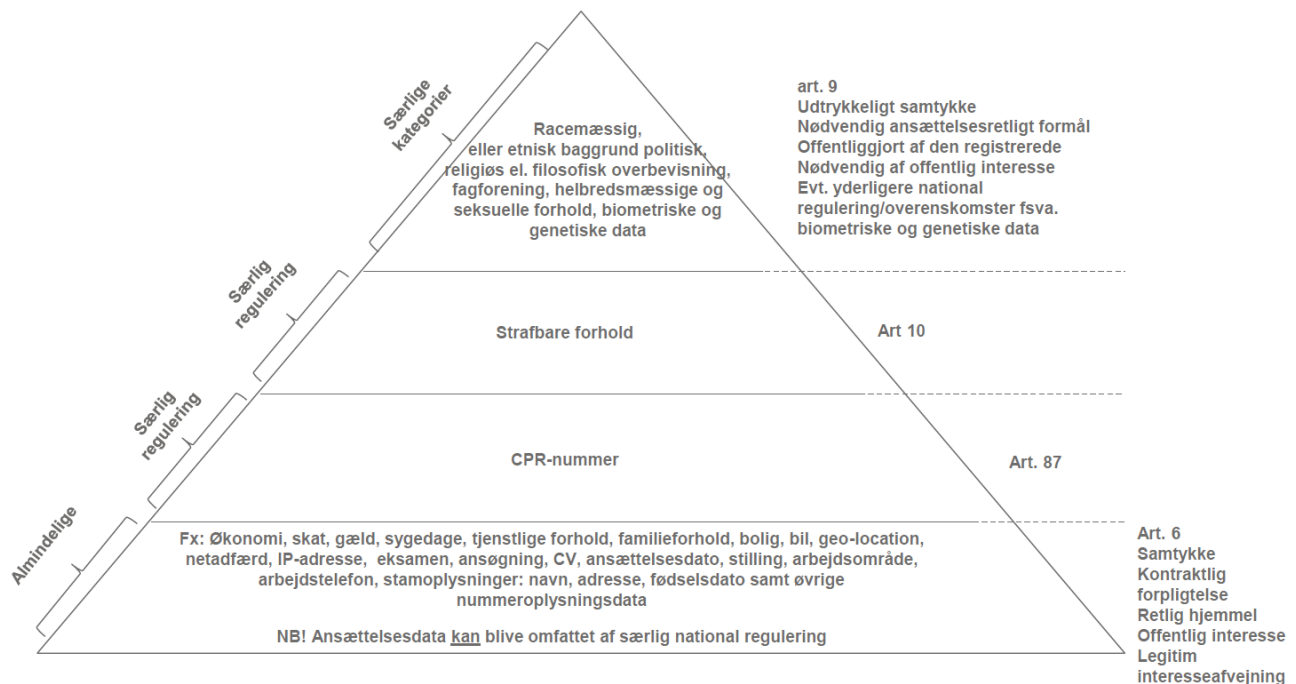 Særlige
kategorier
Racemæssig,
eller etnisk baggrund politisk,
religiøs el. filosofisk overbevisning,
fagforening, helbredsmæssige og
seksuelle forhold, biometriske og
genetiske data
art. 9
Udtrykkeligt samtykke
Nødvendig ansættelsesretligt formål
Offentliggjort af den registrerede
Nødvendig af offentlig interesse
Evt. yderligere national
regulering/overenskomster fsva.
biometriske og genetiske data
Særlig
regulering
Strafbare forhold
Art 10
Særlig
regulering
CPR-nummer
Art. 87
Almindelige
Fx: Økonomi, skat, gæld, sygedage, tjenstlige forhold, familieforhold, bolig, bil, geo-location,
netadfærd, IP-adresse, eksamen, ansøgning, CV, ansættelsesdato, stilling, arbejdsområde,
arbejdstelefon, stamoplysninger: navn, adresse, fødselsdato samt øvrige
nummeroplysningsdata
NB! Ansættelsesdata kan blive omfattet af særlig national regulering
Art. 6
Samtykke
Kontraktlig
forpligtelse
Retlig hjemmel
Offentlig interesse
Legitim
interesseafvejning